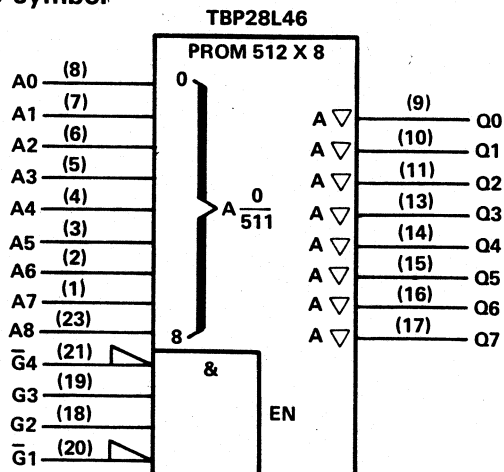 symbol
TBP28L46
PROM 512 X 8
A0 (8) 0
A1 (7)
A2 (6)
A3 (5)
A4 (4)
A5 (3)
A6 (2)
A7 (1)
A8 (23) 8
A 0/511
A ▽ (9) Q0
A ▽ (10) Q1
A ▽ (11) Q2
A ▽ (13) Q3
A ▽ (14) Q4
A ▽ (15) Q5
A ▽ (16) Q6
A ▽ (17) Q7
G̅4 (21)
G3 (19)
G2 (18)
G̅1 (20)
&
EN